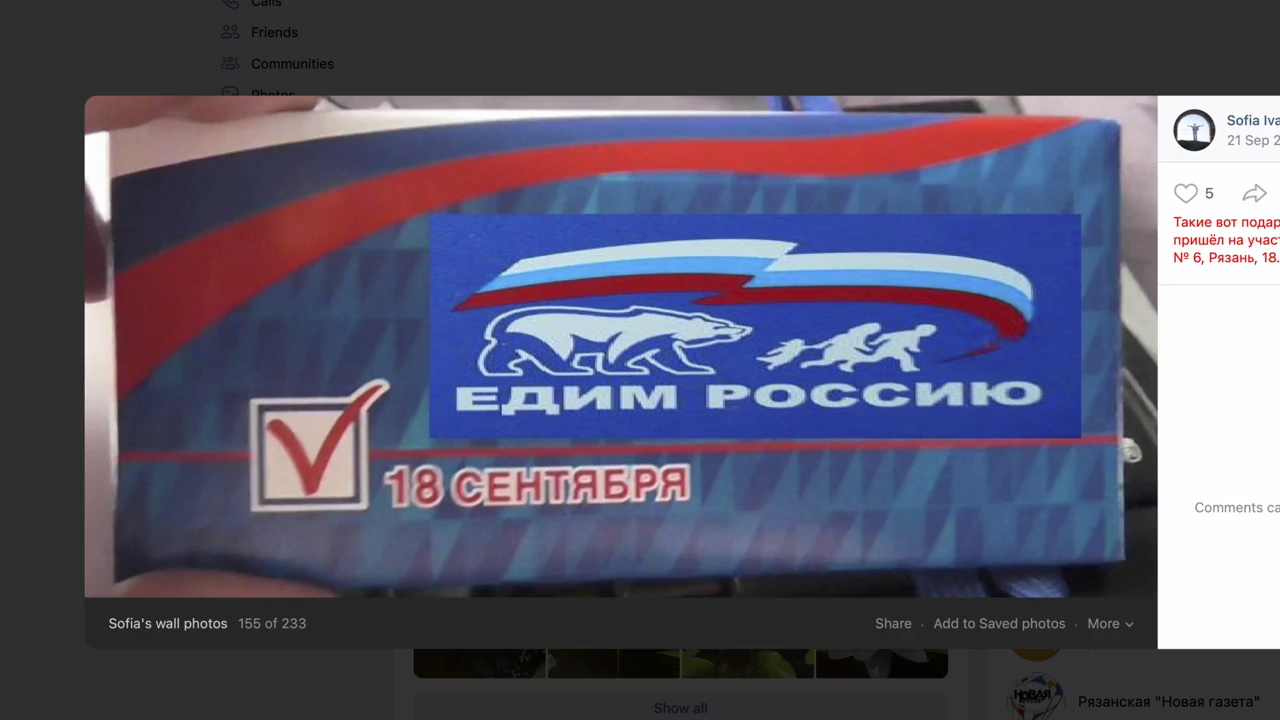 Calls
Friends
Communities
Photos
ЕДИМ РОССИЮ
18 СЕНТЯБРЯ
Sofia's wall photos 155 of 233
Share · Add to Saved photos · More
Sofia Iva
21 Sep 2
5
Такие вот подар
пришёл на учас
№ 6, Рязань, 18.
Comments ca
Show all
НОВАЯ
Рязанская "Новая газета"